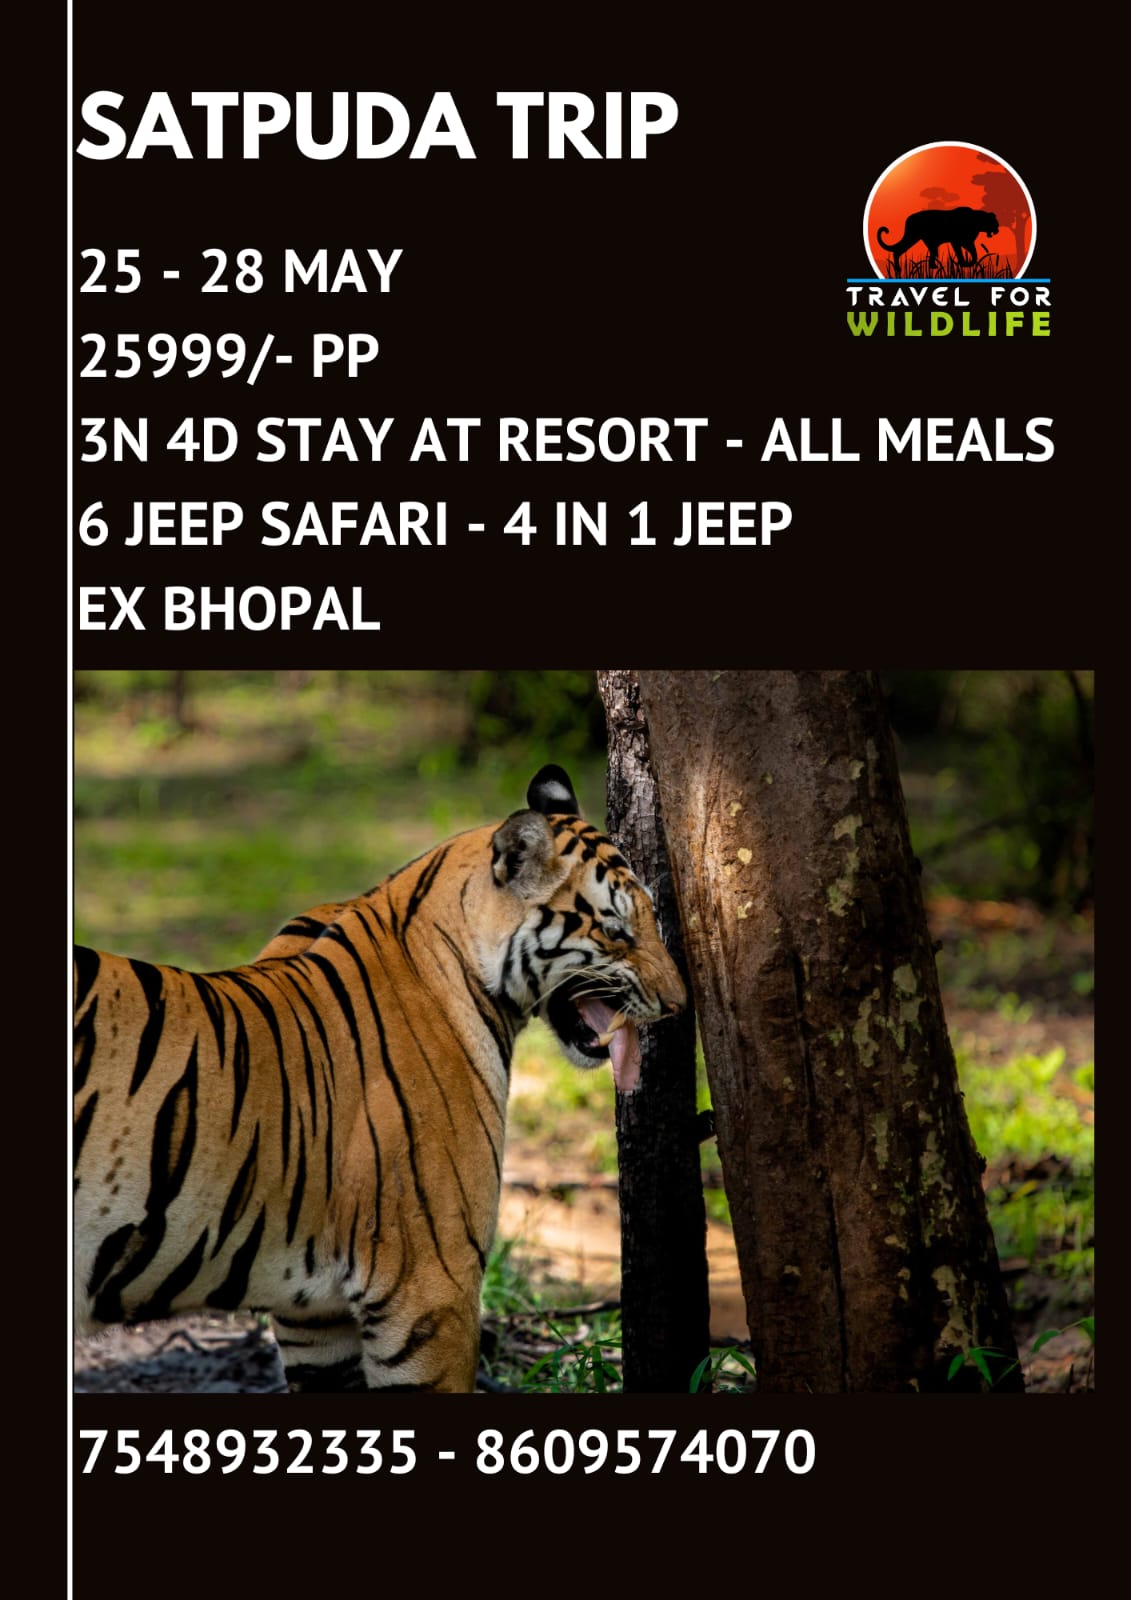 SATPUDA TRIP
TRAVEL FOR
WILDLIFE
25 - 28 MAY
25999/- PP
3N 4D STAY AT RESORT - ALL MEALS
6 JEEP SAFARI - 4 IN 1 JEEP
EX BHOPAL
7548932335 - 8609574070